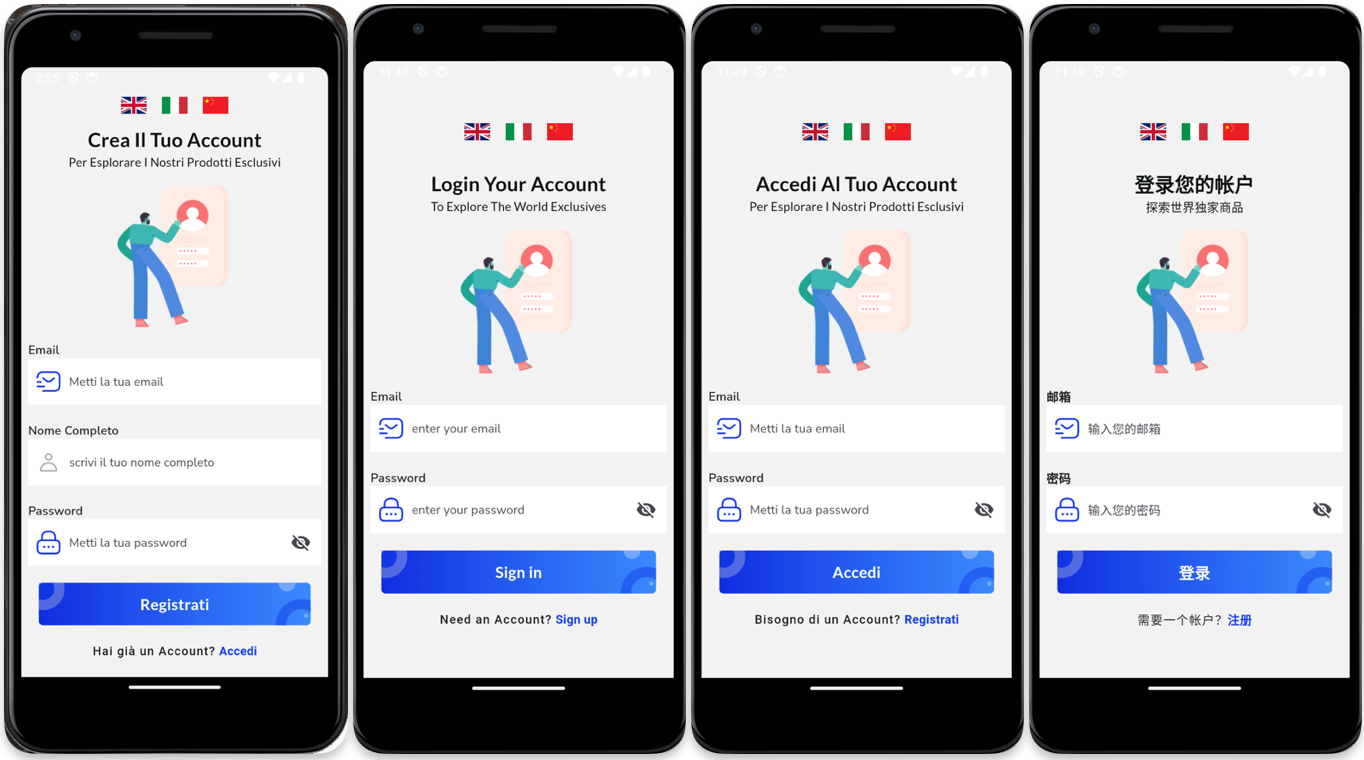 2:25
Crea Il Tuo Account
Per Esplorare I Nostri Prodotti Esclusivi
Email
Metti la tua email
Nome Completo
scrivi il tuo nome completo
Password
Metti la tua password
Registrati
Hai già un Account? Accedi
11:48
Login Your Account
To Explore The World Exclusives
Email
enter your email
Password
enter your password
Sign in
Need an Account? Sign up
11:49
Accedi Al Tuo Account
Per Esplorare I Nostri Prodotti Esclusivi
Email
Metti la tua email
Password
Metti la tua password
Accedi
Bisogno di un Account? Registrati
11:49
登录您的帐户
探索世界独家商品
邮箱
输入您的邮箱
密码
输入您的密码
登录
需要一个帐户？注册